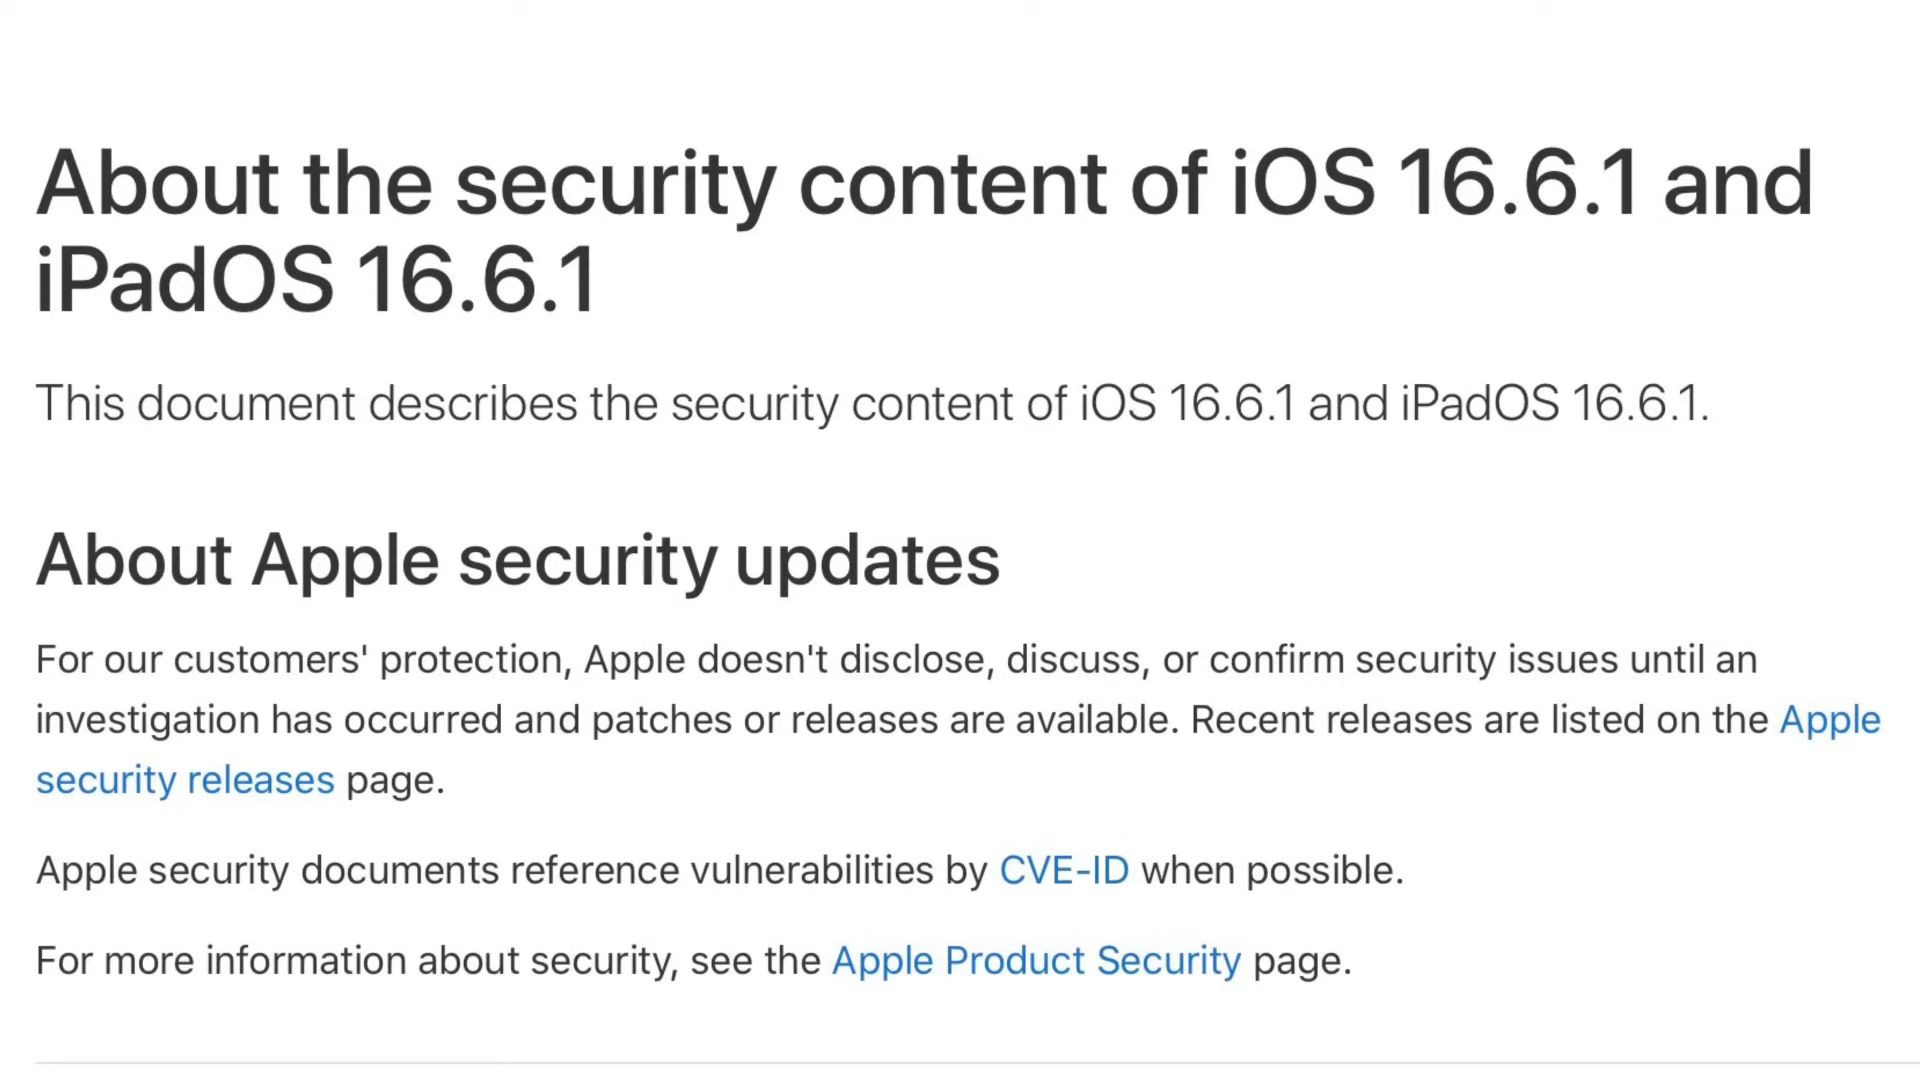 About the security content of iOS 16.6.1 and
iPadOS 16.6.1
This document describes the security content of iOS 16.6.1 and iPadOS 16.6.1.
About Apple security updates
For our customers' protection, Apple doesn't disclose, discuss, or confirm security issues until an
investigation has occurred and patches or releases are available. Recent releases are listed on the Apple
security releases page.
Apple security documents reference vulnerabilities by CVE-ID when possible.
For more information about security, see the Apple Product Security page.